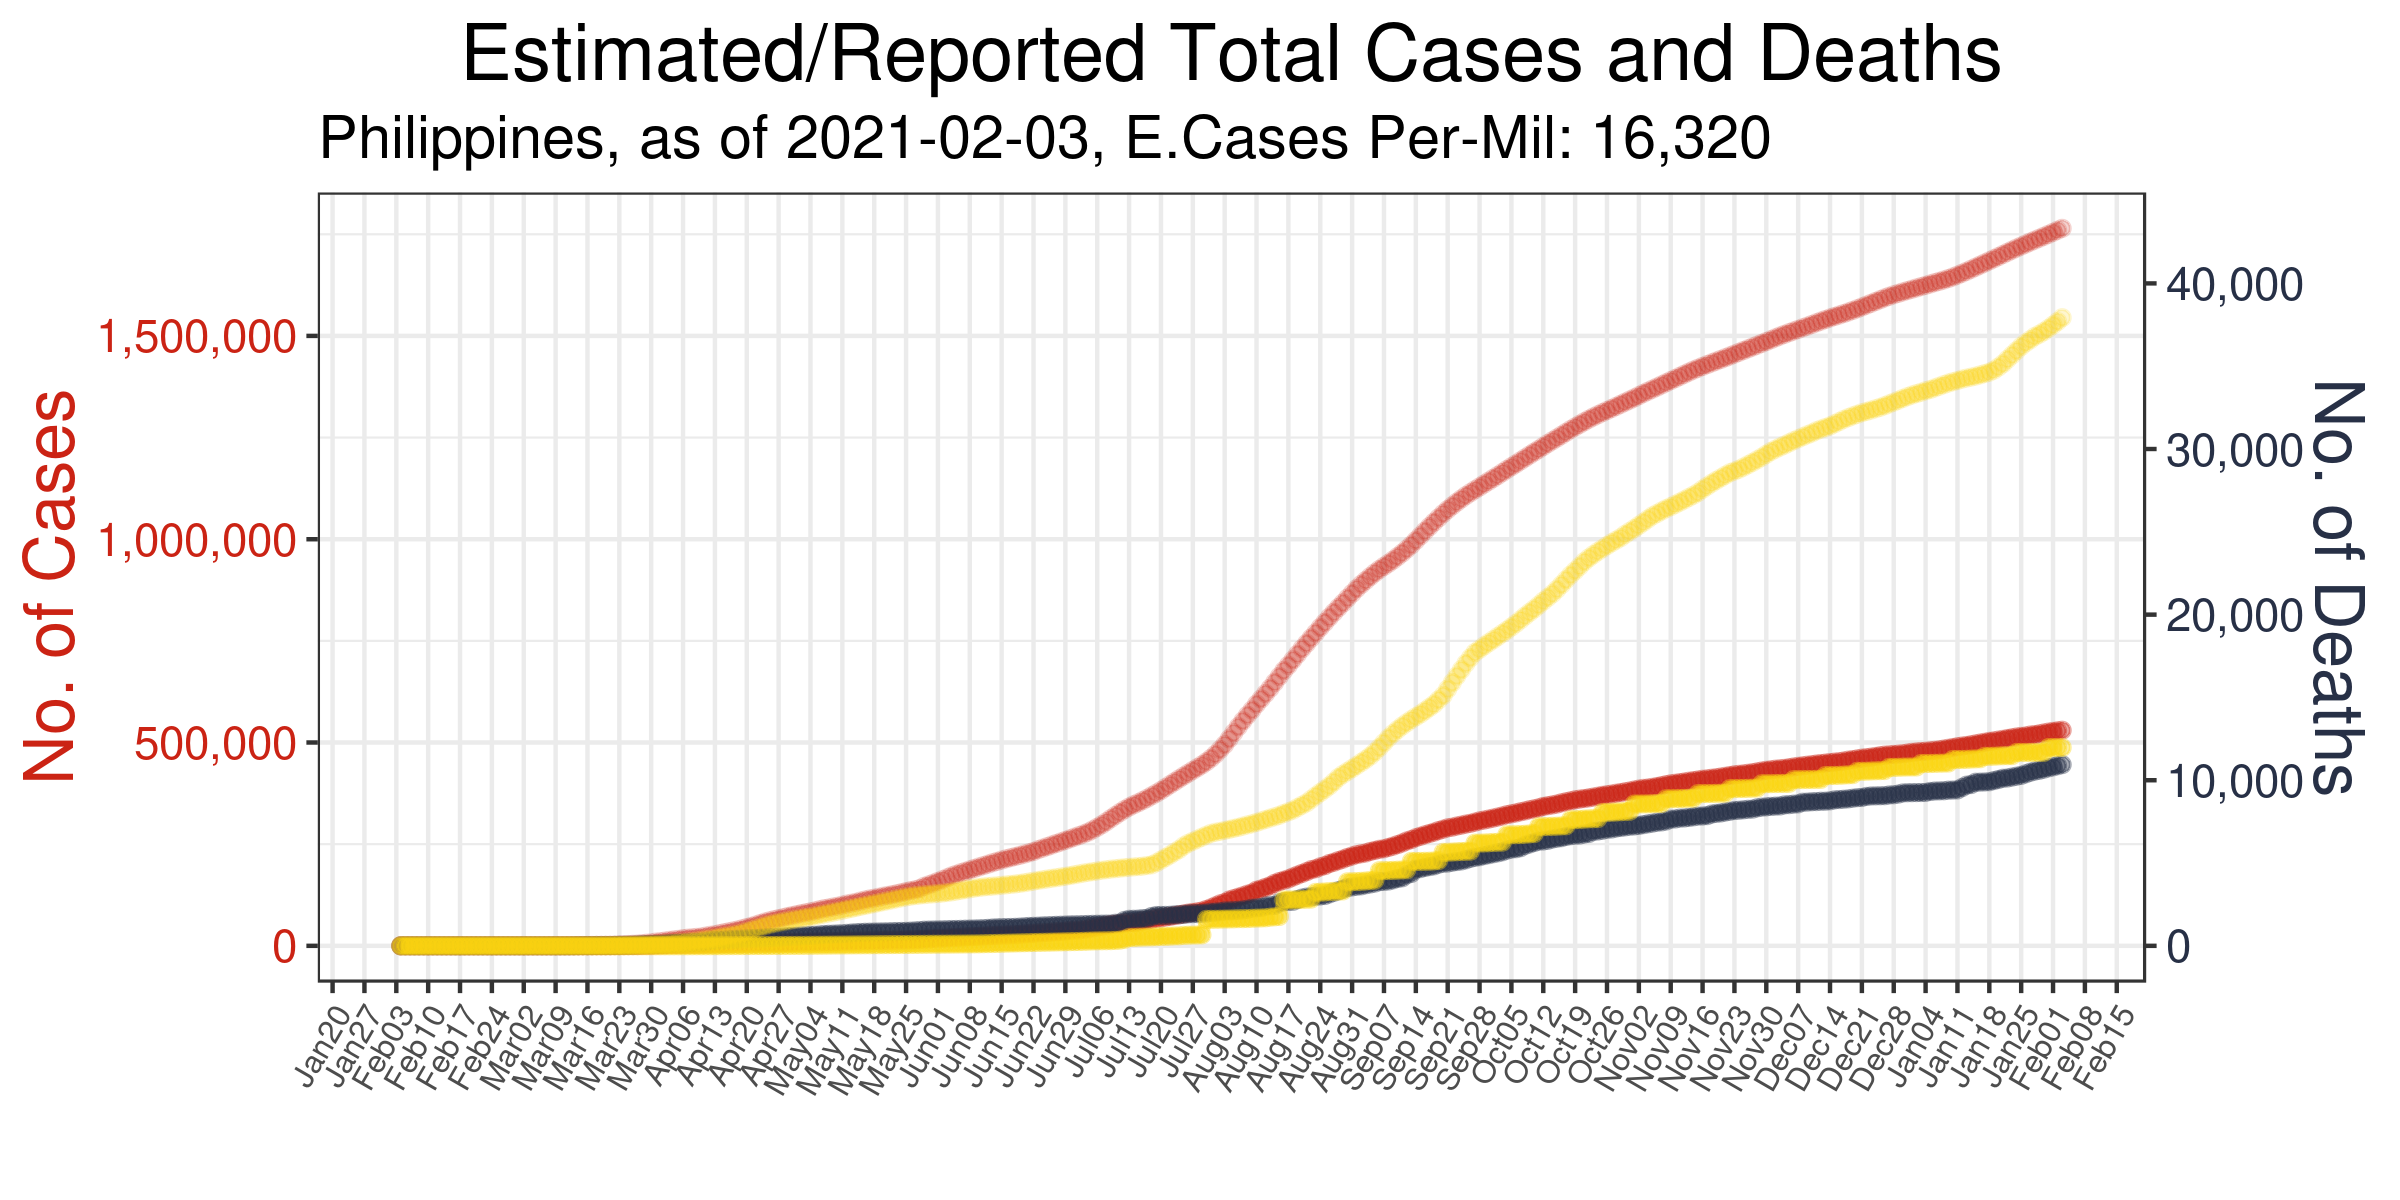 Estimated/Reported Total Cases and Deaths
Philippines, as of 2021-02-03, E.Cases Per-Mil: 16,320
No. of Cases
1,500,000
1,000,000
500,000
0
40,000
30,000
20,000
10,000
0
No. of Deaths
Jan20
Jan27
Feb03
Feb10
Feb17
Feb24
Mar02
Mar09
Mar16
Mar23
Mar30
Apr06
Apr13
Apr20
Apr27
May04
May11
May18
May25
Jun01
Jun08
Jun15
Jun22
Jun29
Jul06
Jul13
Jul20
Jul27
Aug03
Aug10
Aug17
Aug24
Aug31
Sep07
Sep14
Sep21
Sep28
Oct05
Oct12
Oct19
Oct26
Nov02
Nov09
Nov16
Nov23
Nov30
Dec07
Dec14
Dec21
Dec28
Jan04
Jan11
Jan18
Jan25
Feb01
Feb08
Feb15